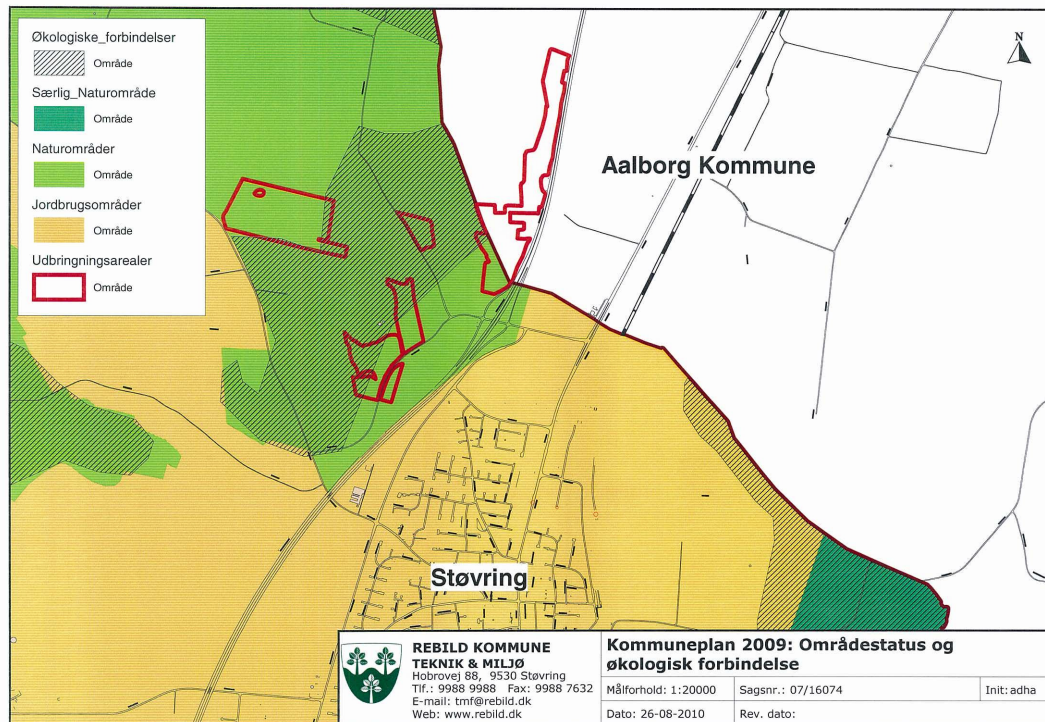 Økologiske_forbindelser
Område
Særlig_Naturområde
Område
Naturområder
Område
Jordbrugsområder
Område
Udbringningsarealer
Område
N
Aalborg Kommune
Støvring
REBILD KOMMUNE
TEKNIK & MILJØ
Hobrovej 88, 9530 Støvring
Tlf.: 9988 9988 Fax: 9988 7632
E-mail: tmf@rebild.dk
Web: www.rebild.dk
Kommuneplan 2009: Områdestatus og
økologisk forbindelse
Målforhold: 1:20000
Sagsnr.: 07/16074
Init: adha
Dato: 26-08-2010
Rev. dato: